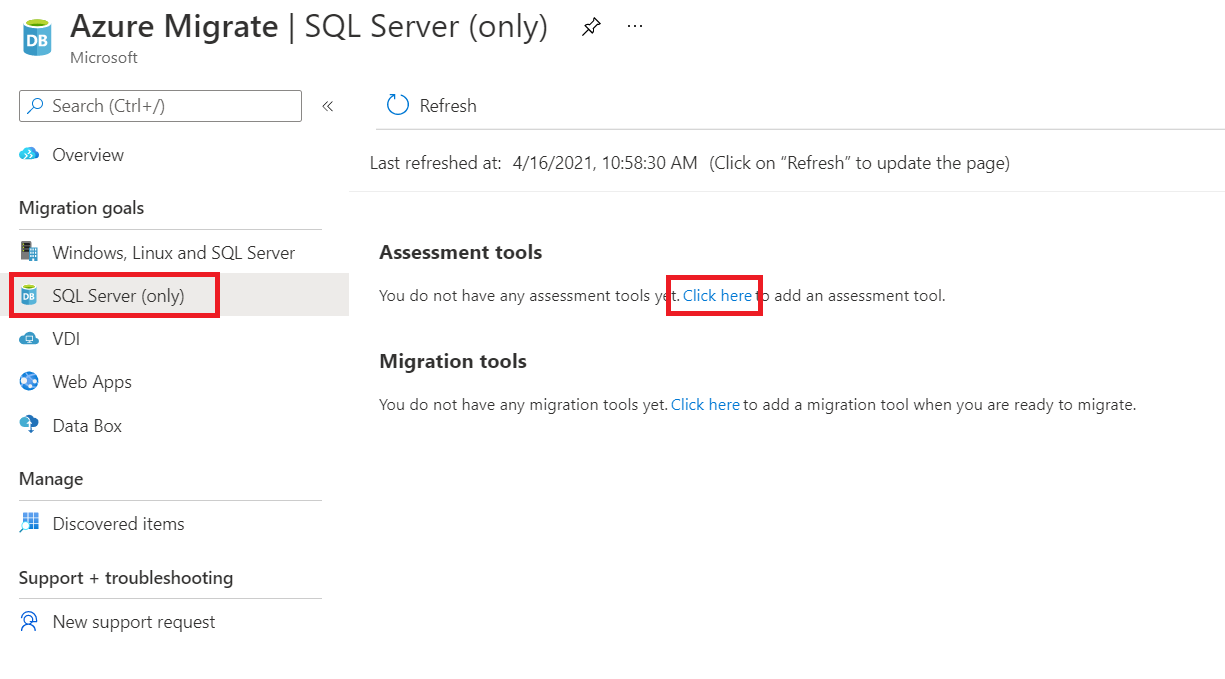 Azure Migrate | SQL Server (only)
...
Microsoft
Search (Ctrl+/)
«
Overview
Migration goals
Windows, Linux and SQL Server
DB
SQL Server (only)
VDI
Web Apps
Data Box
Manage
Discovered items
Support + troubleshooting
New support request
Refresh
Last refreshed at: 4/16/2021, 10:58:30 AM (Click on “Refresh” to update the page)
Assessment tools
You do not have any assessment tools yet. Click here to add an assessment tool.
Migration tools
You do not have any migration tools yet. Click here to add a migration tool when you are ready to migrate.